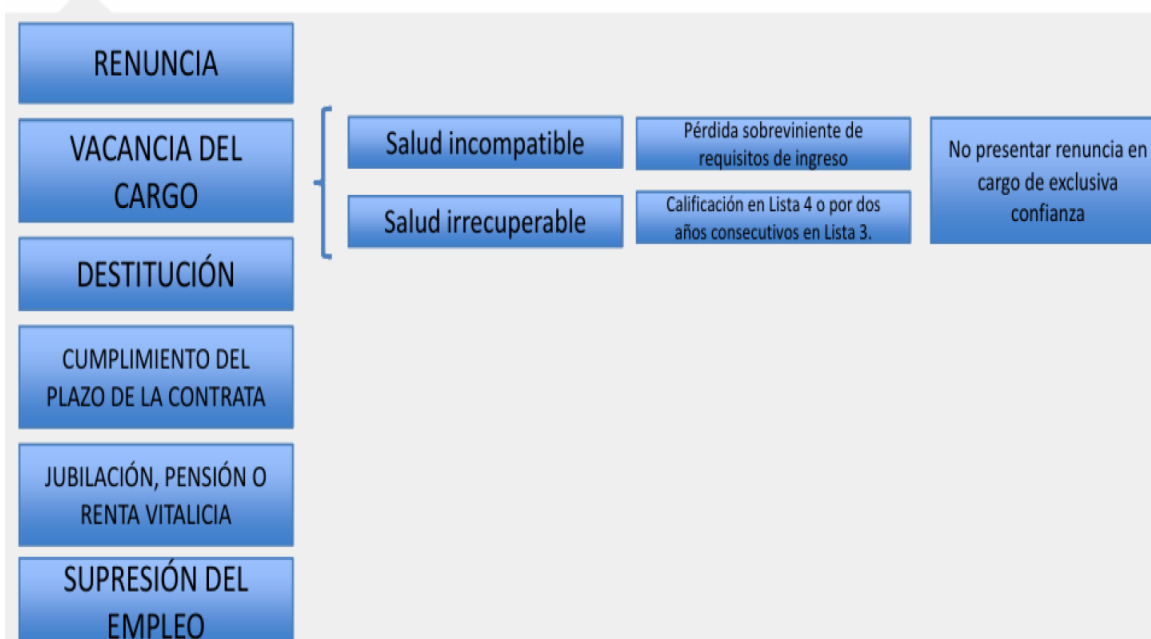 RENUNCIA
VACANCIA DEL
CARGO
Salud incompatible
Pérdida sobreviniente de
requisitos de ingreso
Salud irrecuperable
Calificación en Lista 4 o por dos
años consecutivos en Lista 3.
No presentar renuncia en
cargo de exclusiva
confianza
DESTITUCIÓN
CUMPLIMIENTO DEL
PLAZO DE LA CONTRATA
JUBILACIÓN, PENSIÓN O
RENTA VITALICIA
SUPRESIÓN DEL
EMPLEO